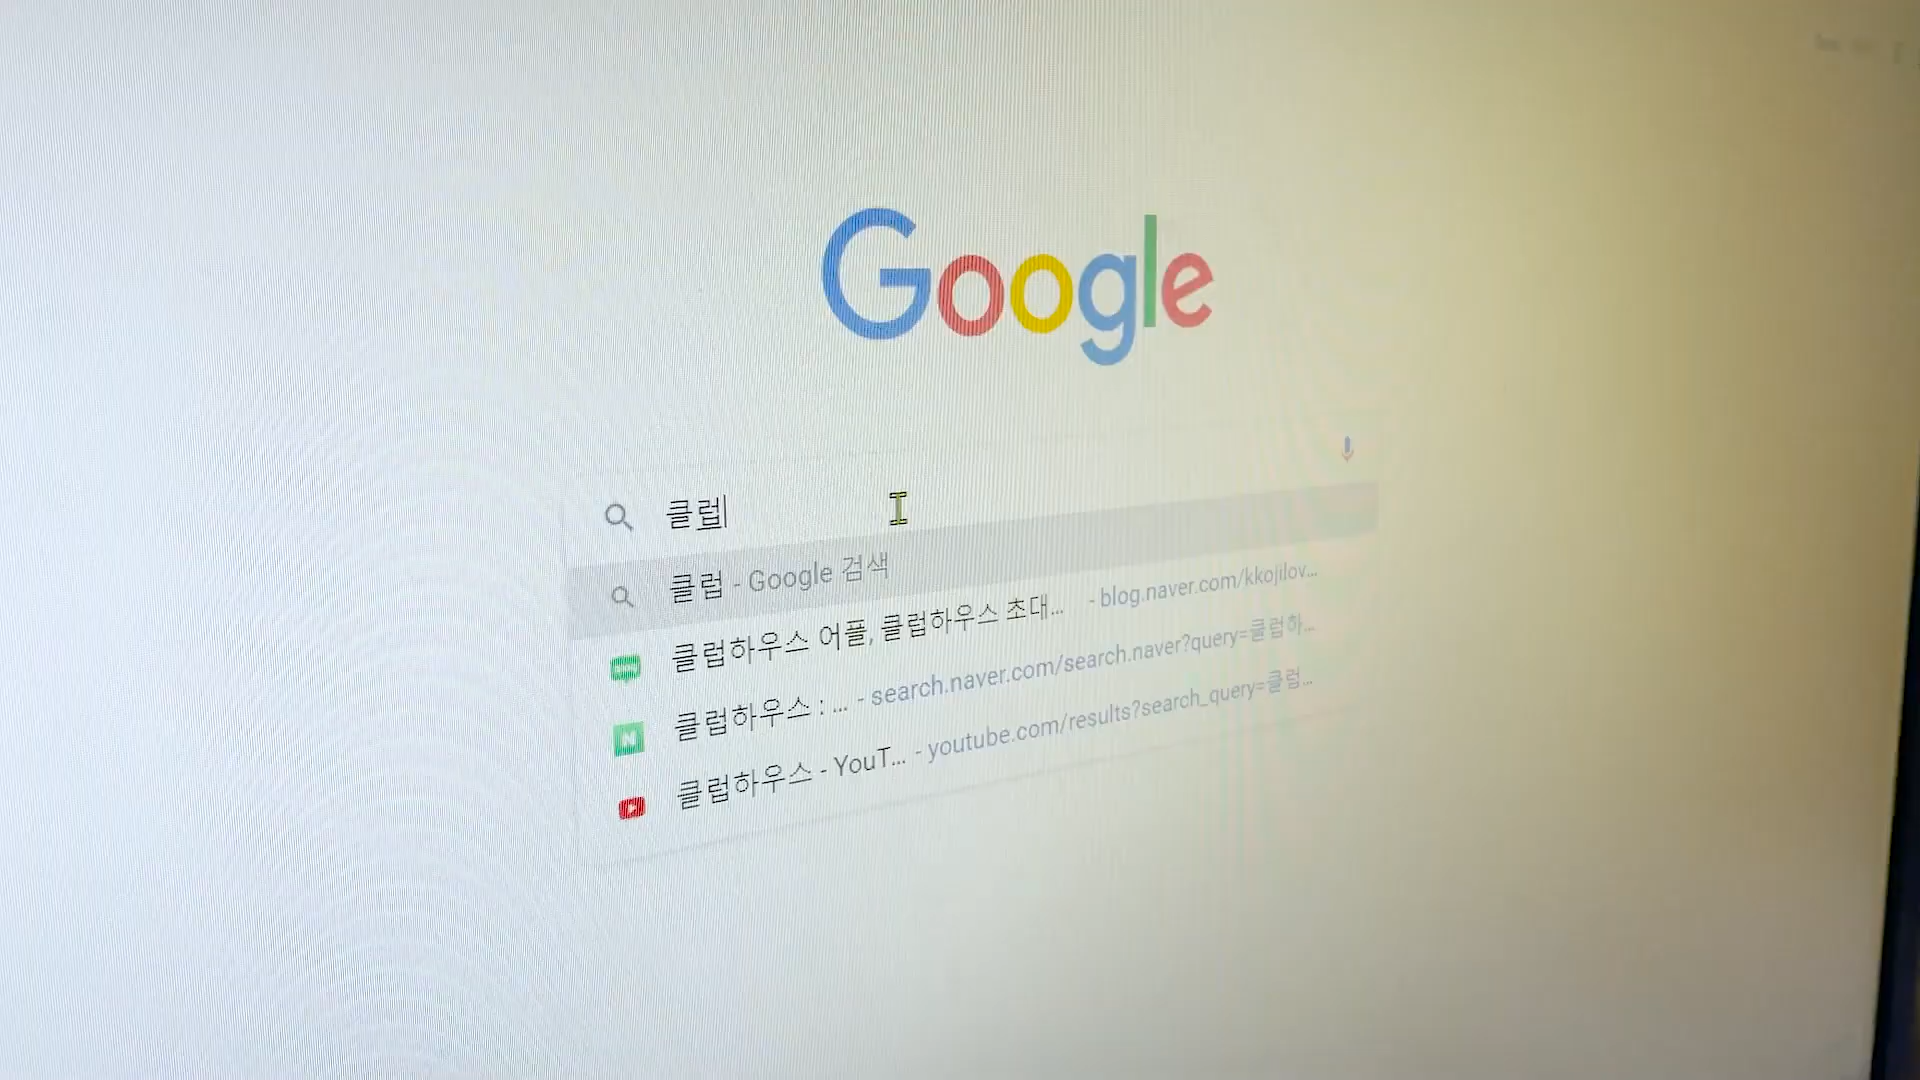 Google
클럽
클럽 - Google 검색
클럽하우스 어플, 클럽하우스 초대... - blog.naver.com/kkojilov...
클럽하우스 : ... - search.naver.com/search.naver?query=클럽하...
클럽하우스 - YouT... - youtube.com/results?search_query=클럽...